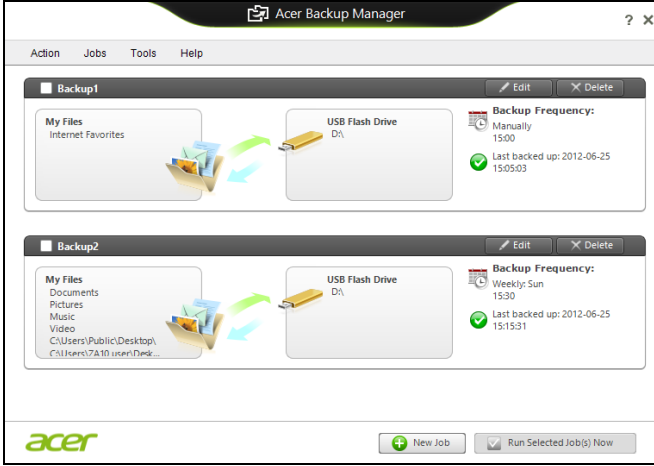 Acer Backup Manager
? X
Action Jobs Tools Help
Backup1 Edit Delete
My Files
Internet Favorites
USB Flash Drive
D:\
Backup Frequency:
Manually
15:00
Last backed up: 2012-06-25
15:05:03
Backup2 Edit Delete
My Files
Documents
Pictures
Music
Video
C:\Users\Public\Desktop\
C:\Users\7A10 user\Desk...
USB Flash Drive
D:\
Backup Frequency:
Weekly: Sun
15:30
Last backed up: 2012-06-25
15:15:31
acer New Job Run Selected Job(s) Now